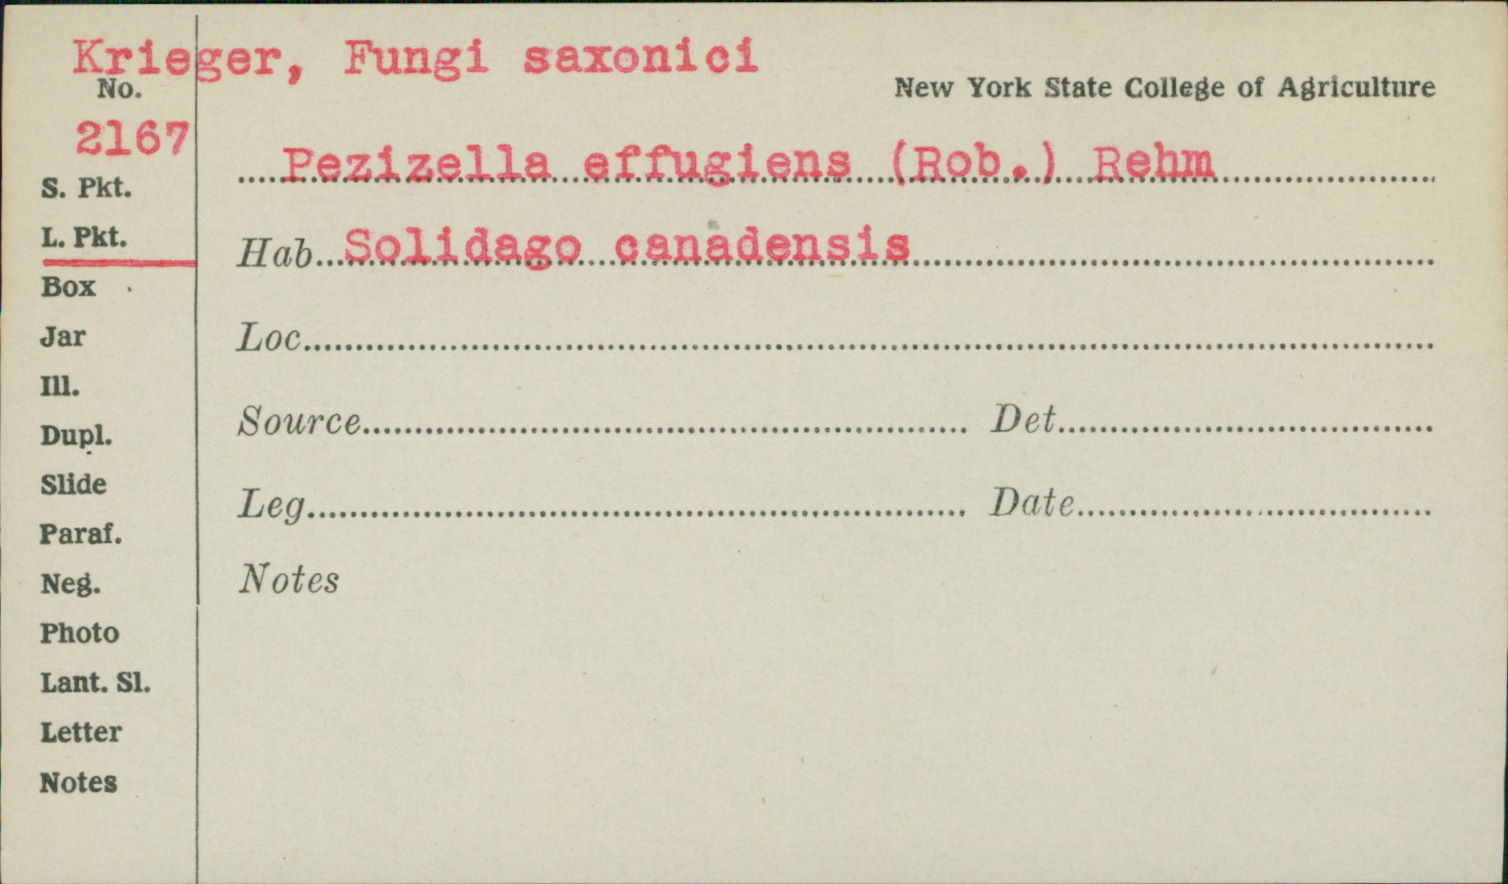 Krieger, Fungi saxonici
No.
New York State College of Agriculture
2167
Pezizella effugiens (Rob.) Rehm
S. Pkt.
L. Pkt.
Hab. Solidago canadensis
Box
Jar
Loc.
Ill.
Source
Det.
Dupl.
Slide
Leg.
Date
Paraf.
Neg.
Notes
Photo
Lant. Sl.
Letter
Notes